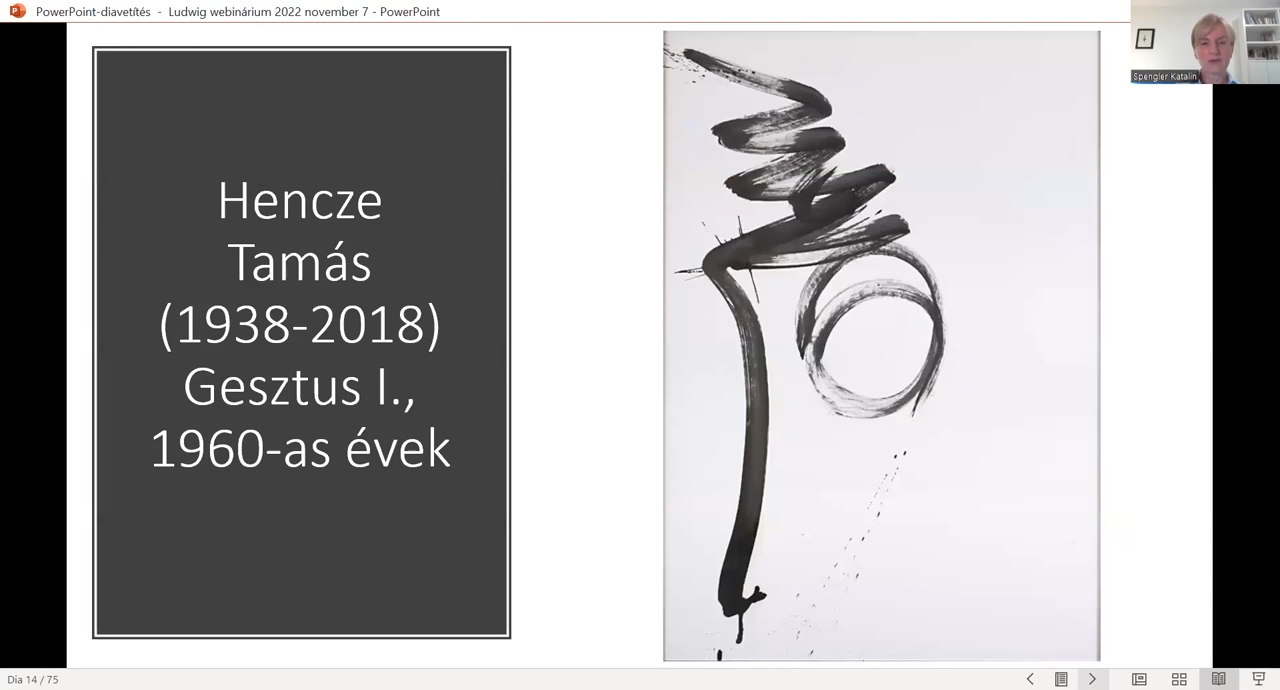 PowerPoint-diavetítés - Ludwig webinárium 2022 november 7 - PowerPoint
Spengler Katalin
Hencze
Tamás
(1938-2018)
Gesztus I.,
1960-as évek
Dia 14 / 75